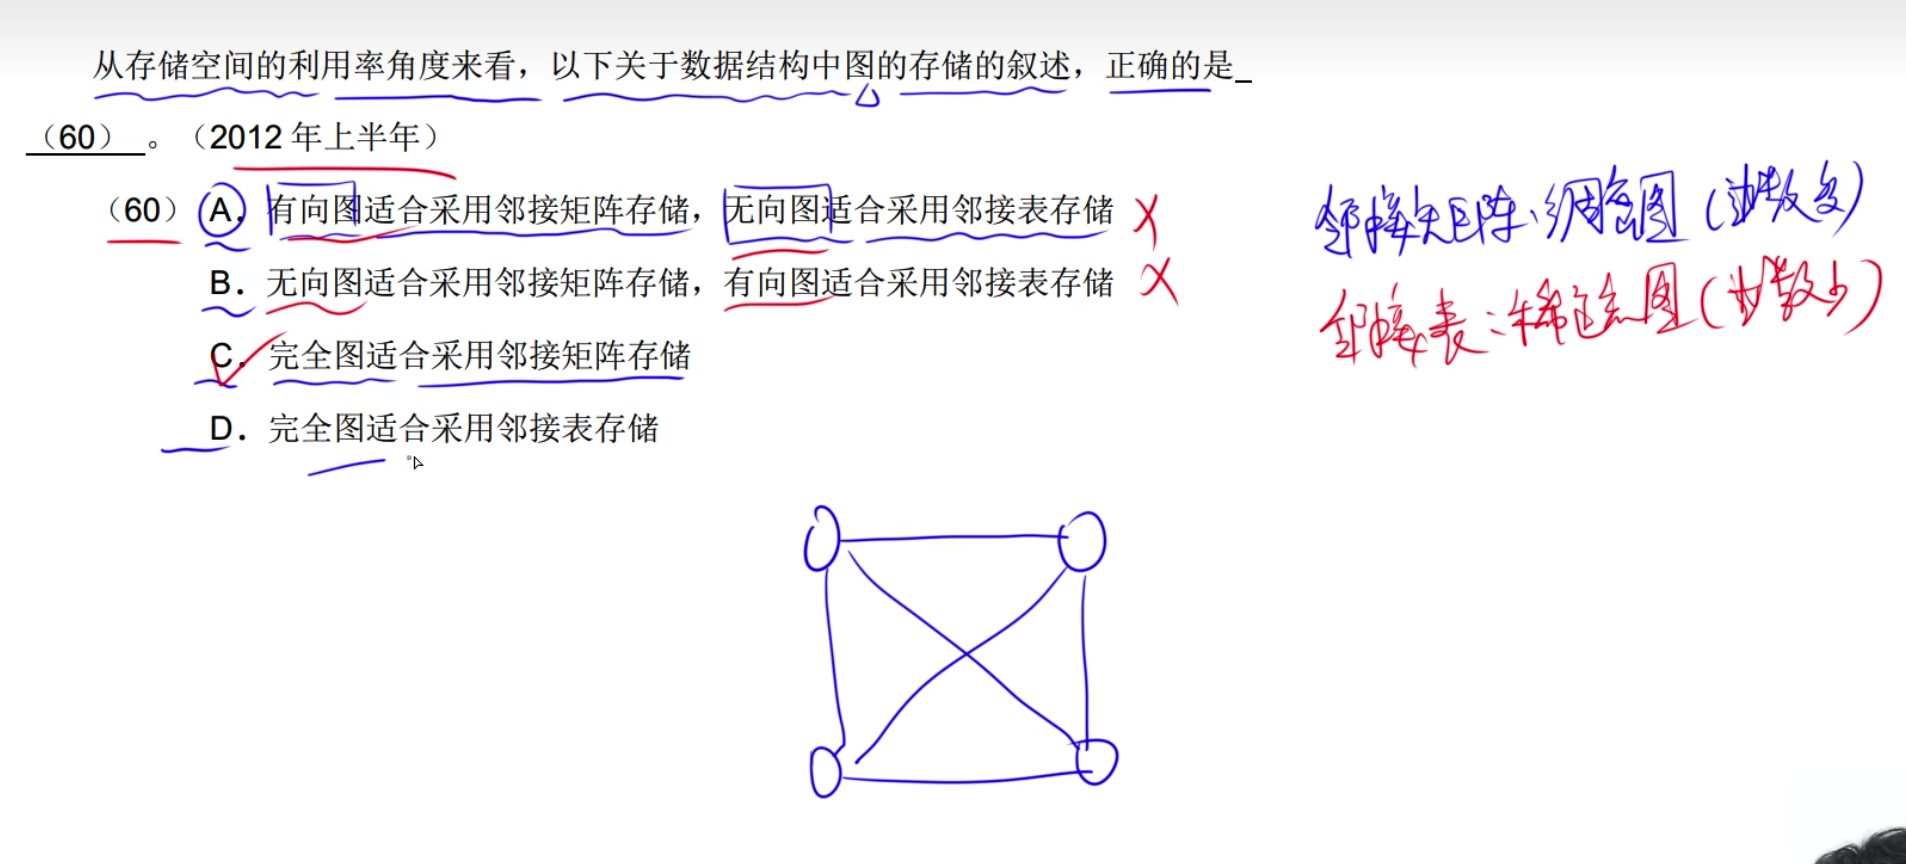 从存储空间的利用率角度来看，以下关于数据结构中图的存储的叙述，正确的是
（60）。（2012 年上半年）
（60）A．有向图适合采用邻接矩阵存储，无向图适合采用邻接表存储 ×
B．无向图适合采用邻接矩阵存储，有向图适合采用邻接表存储 ×
C．完全图适合采用邻接矩阵存储
D．完全图适合采用邻接表存储
邻接矩阵：稠密图（边数多）
邻接表：稀疏图（边数少）